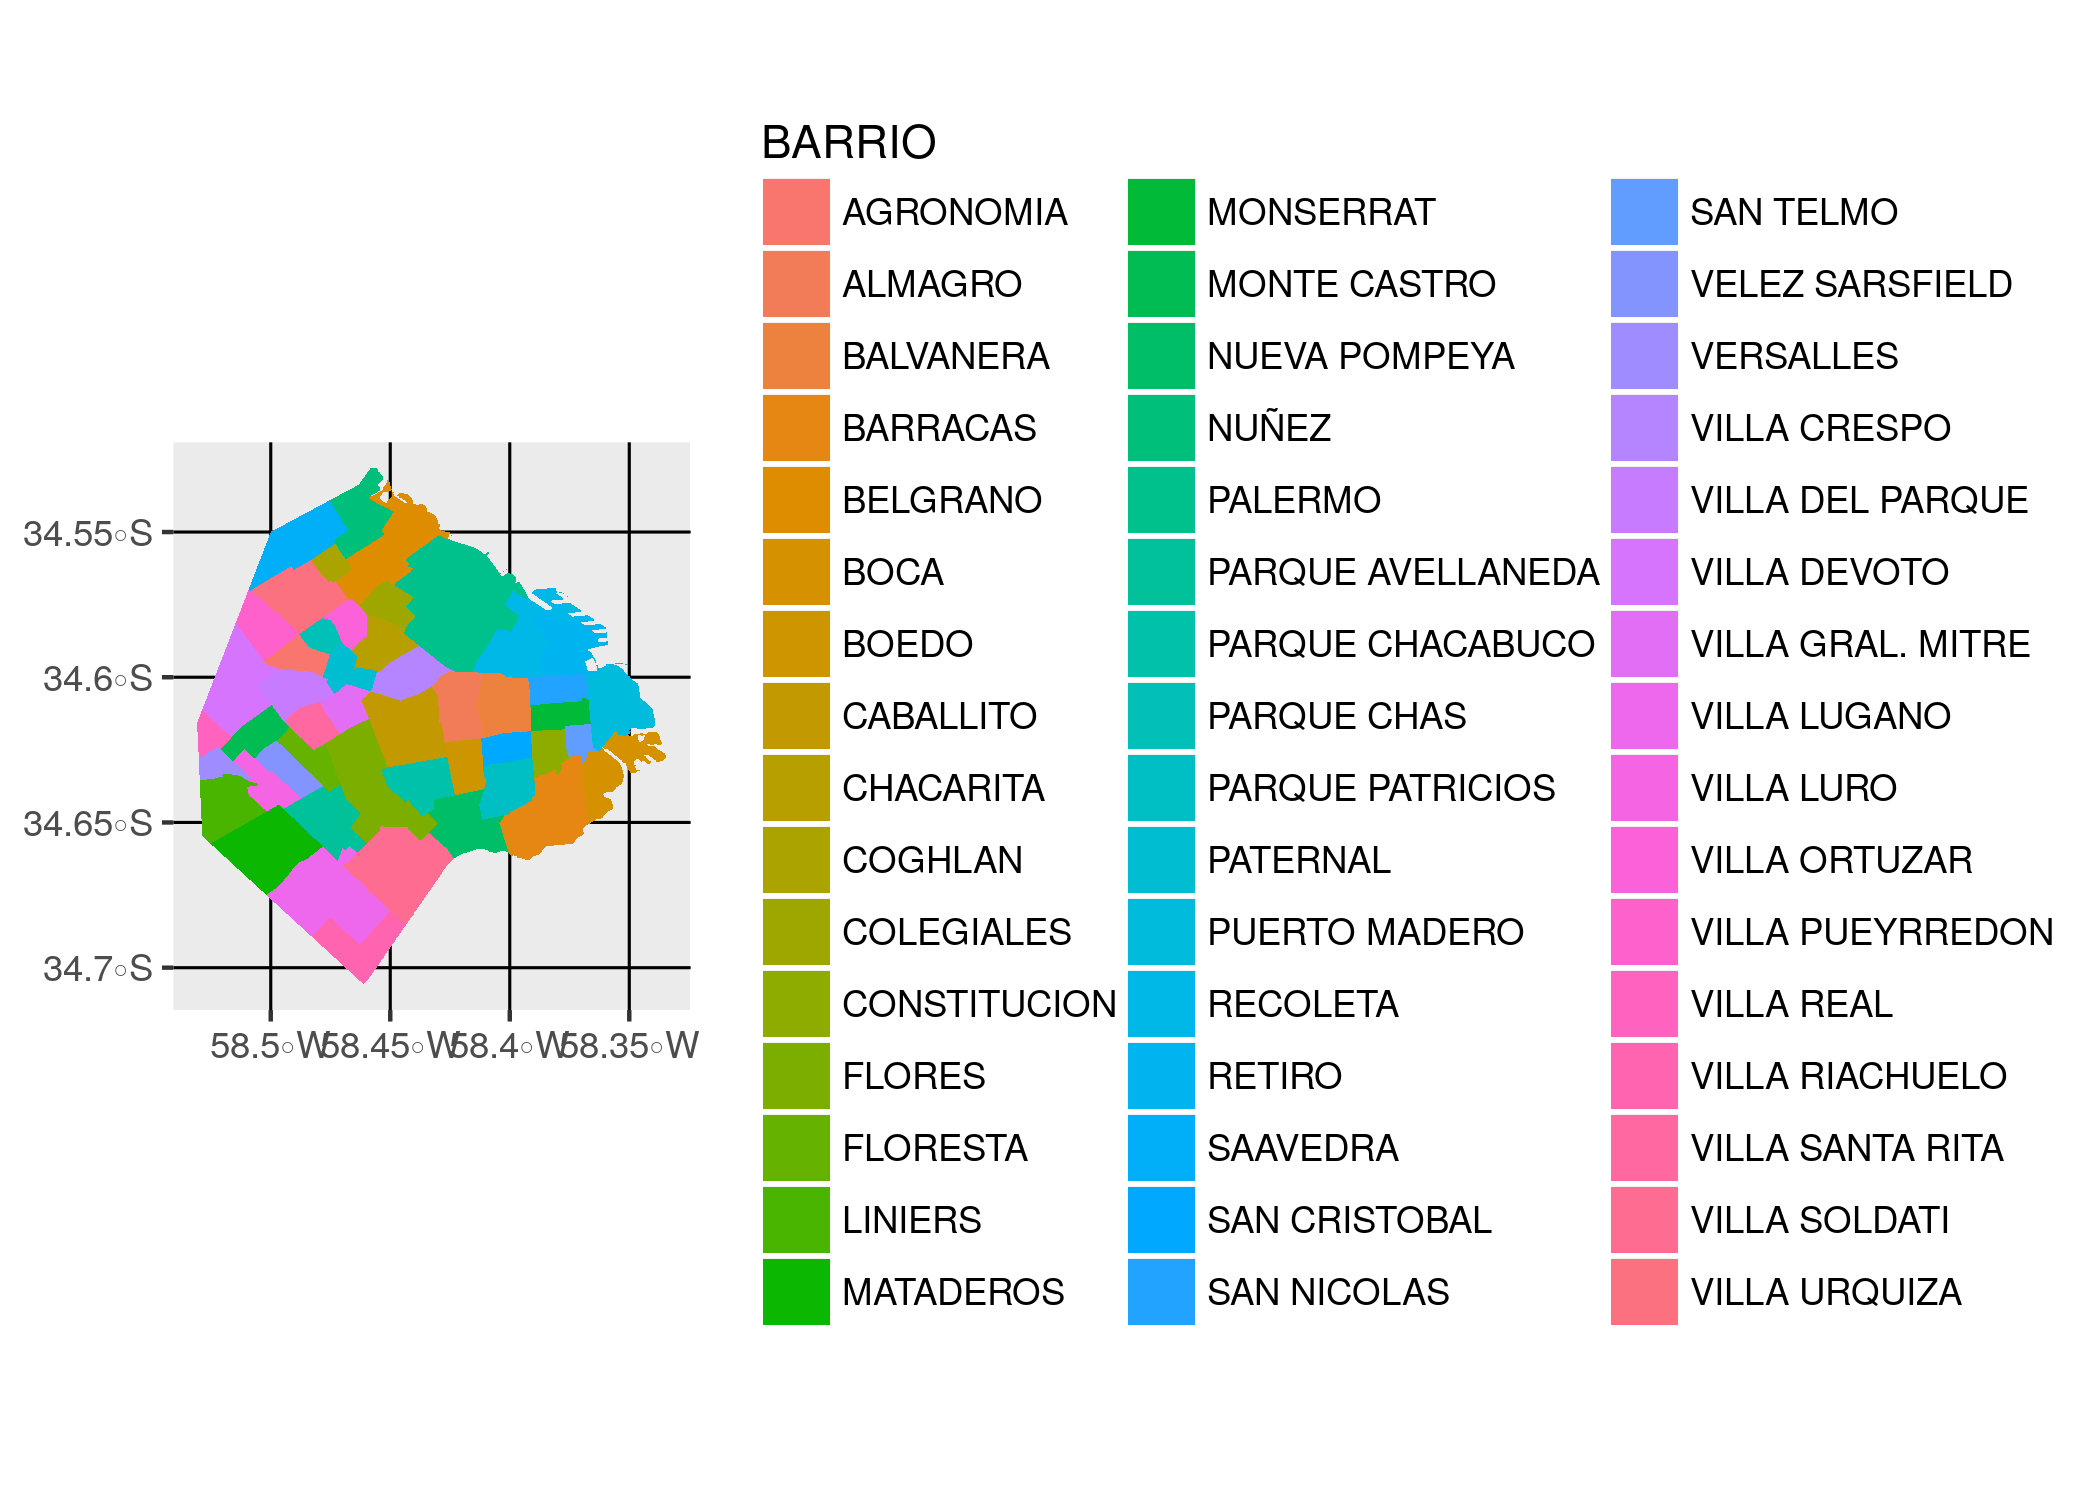 BARRIO
AGRONOMIA
ALMAGRO
BALVANERA
BARRACAS
BELGRANO
BOCA
BOEDO
CABALLITO
CHACARITA
COGHLAN
COLEGIALES
CONSTITUCION
FLORES
FLORESTA
LINIERS
MATADEROS
MONSERRAT
MONTE CASTRO
NUEVA POMPEYA
NUÑEZ
PALERMO
PARQUE AVELLANEDA
PARQUE CHACABUCO
PARQUE CHAS
PARQUE PATRICIOS
PATERNAL
PUERTO MADERO
RECOLETA
RETIRO
SAAVEDRA
SAN CRISTOBAL
SAN NICOLAS
SAN TELMO
VELEZ SARSFIELD
VERSALLES
VILLA CRESPO
VILLA DEL PARQUE
VILLA DEVOTO
VILLA GRAL. MITRE
VILLA LUGANO
VILLA LURO
VILLA ORTUZAR
VILLA PUEYRREDON
VILLA REAL
VILLA RIACHUELO
VILLA SANTA RITA
VILLA SOLDATI
VILLA URQUIZA
34.55°S
34.6°S
34.65°S
34.7°S
58.5°W 58.45°W 58.4°W 58.35°W